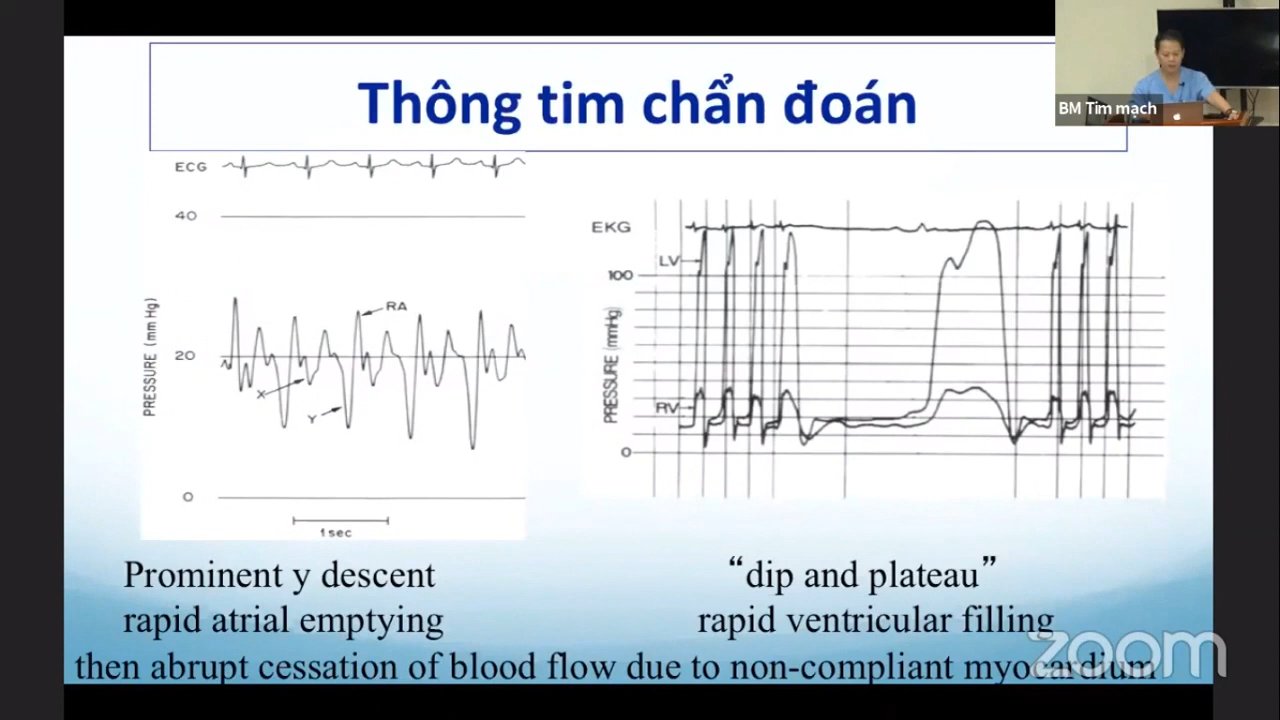 BM Tim mach
Thông tim chẩn đoán
ECG
40
RA
20
X
Y
0
1 sec
PRESSURE (mm Hg)
EKG
LV
100
RV
0
PRESSURE (mmHg)
Prominent y descent
rapid atrial emptying
“dip and plateau”
rapid ventricular filling
then abrupt cessation of blood flow due to non-compliant myocardium
zoom